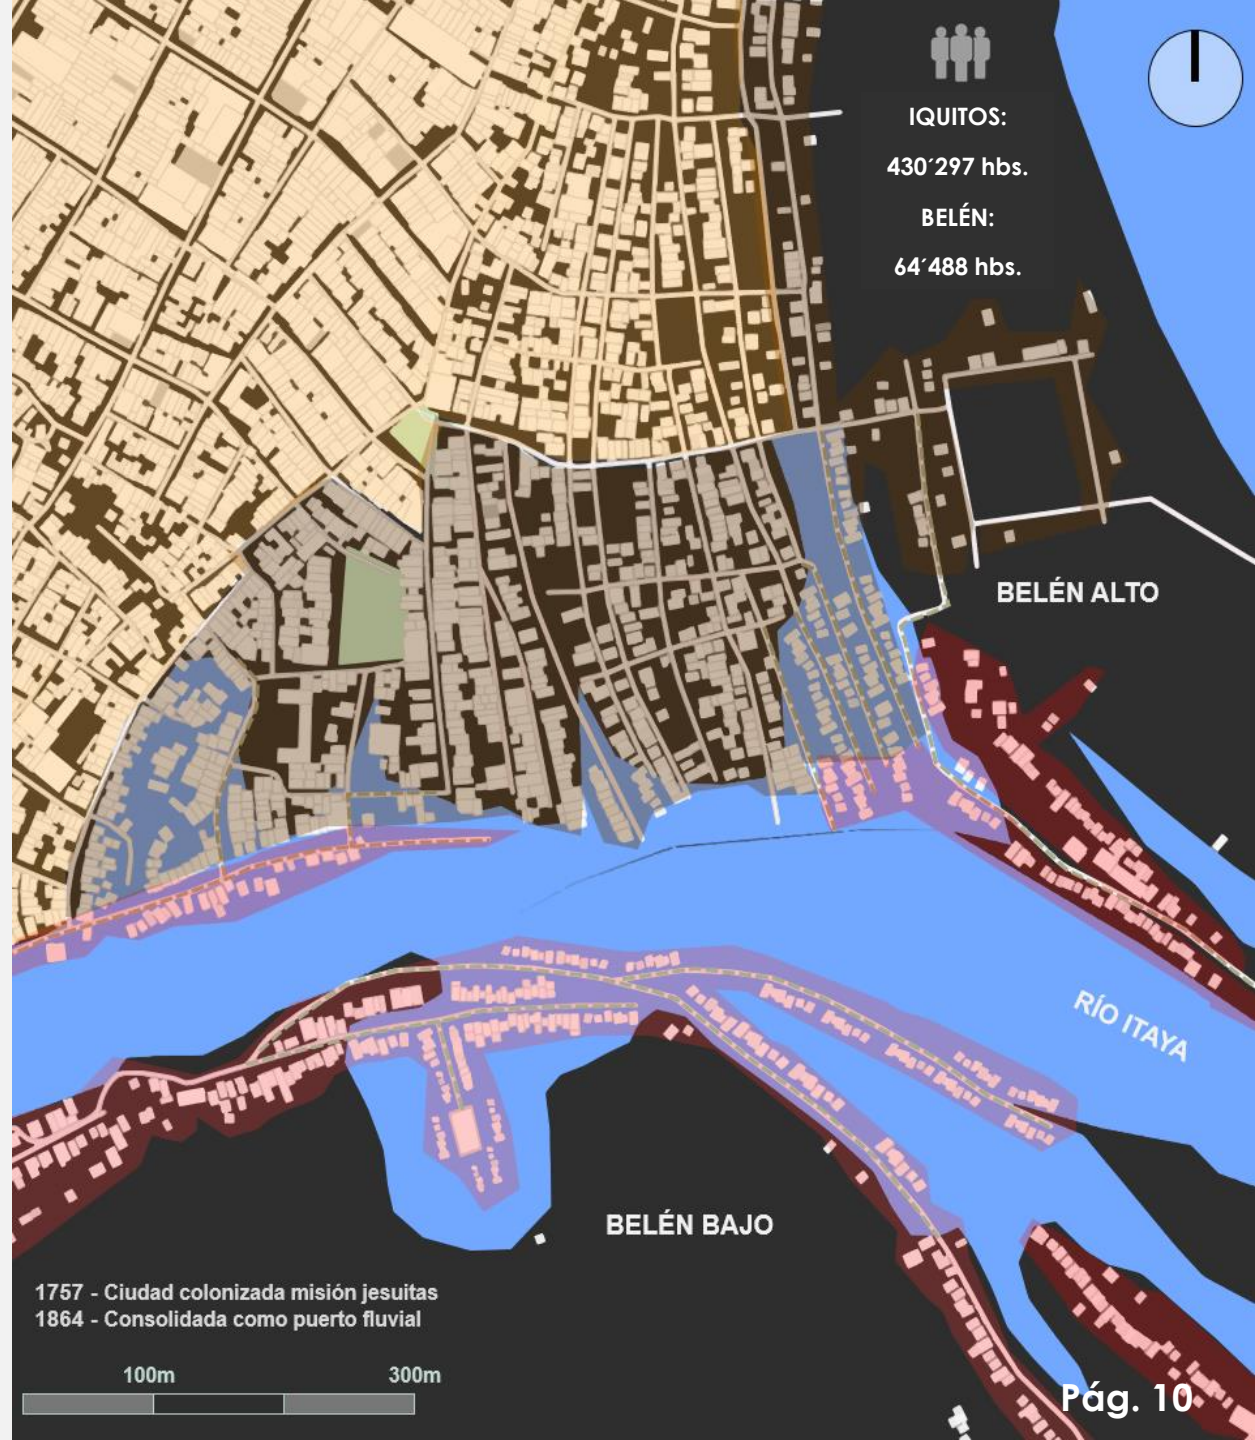 IQUITOS:
430´297 hbs.
BELÉN:
64´488 hbs.
BELÉN ALTO
RÍO ITAYA
BELÉN BAJO
1757 - Ciudad colonizada misión jesuitas
1864 - Consolidada como puerto fluvial
100m 300m
Pág. 10